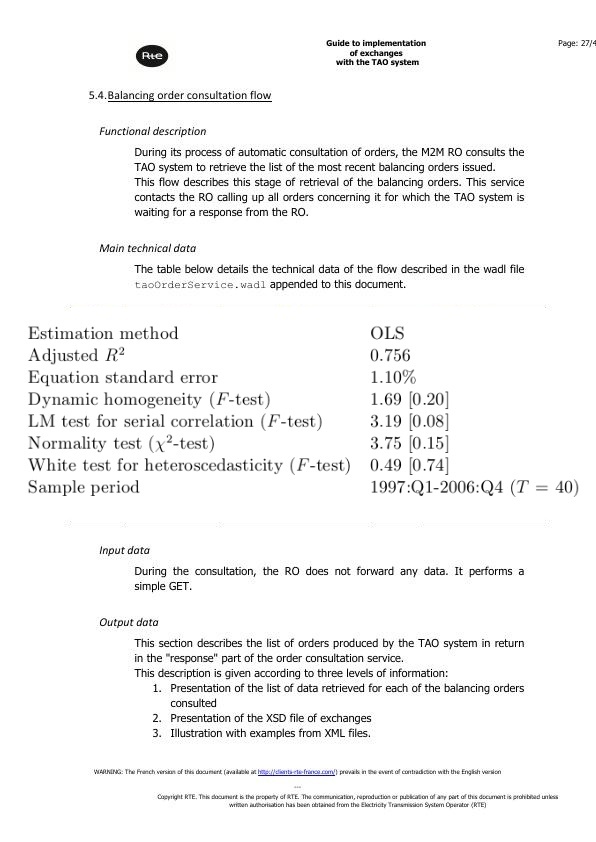 Rte
Guide to implementation
of exchanges
with the TAO system
Page: 27/4
5.4.Balancing order consultation flow
Functional description
During its process of automatic consultation of orders, the M2M RO consults the
TAO system to retrieve the list of the most recent balancing orders issued.
This flow describes this stage of retrieval of the balancing orders. This service
contacts the RO calling up all orders concerning it for which the TAO system is
waiting for a response from the RO.
Main technical data
The table below details the technical data of the flow described in the wadl file
taoOrderService.wadl appended to this document.
Estimation method OLS
Adjusted R² 0.756
Equation standard error 1.10%
Dynamic homogeneity (F-test) 1.69 [0.20]
LM test for serial correlation (F-test) 3.19 [0.08]
Normality test (χ²-test) 3.75 [0.15]
White test for heteroscedasticity (F-test) 0.49 [0.74]
Sample period 1997:Q1-2006:Q4 (T = 40)
Input data
During the consultation, the RO does not forward any data. It performs a
simple GET.
Output data
This section describes the list of orders produced by the TAO system in return
in the "response" part of the order consultation service.
This description is given according to three levels of information:
1. Presentation of the list of data retrieved for each of the balancing orders
consulted
2. Presentation of the XSD file of exchanges
3. Illustration with examples from XML files.
WARNING: The French version of this document (available at http://clients-rte-france.com/) prevails in the event of contradiction with the English version
---
Copyright RTE. This document is the property of RTE. The communication, reproduction or publication of any part of this document is prohibited unless
written authorisation has been obtained from the Electricity Transmission System Operator (RTE)